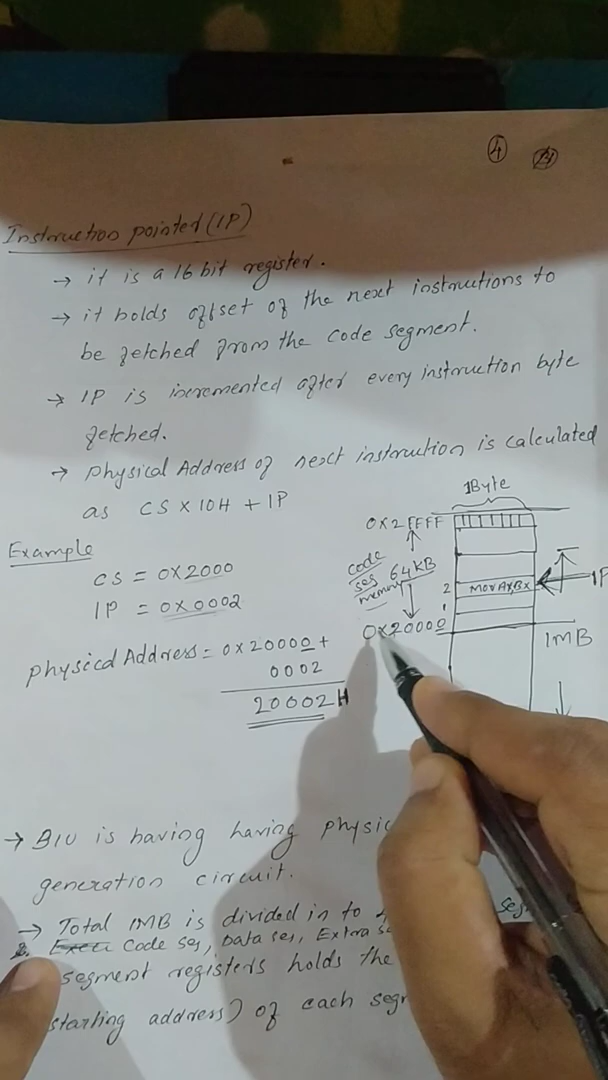 4
Instruction pointed (IP)
→ it is a 16 bit register.
→ it holds offset of the next instructions to
be fetched from the code segment.
→ IP is incremented after every instruction byte
fetched.
→ physical Address of next instruction is calculated
as CS X 10H + IP
Example
CS = 0X2000
IP = 0X0002
physical Address = 0X20000 +
0002
20002H
1Byte
0X2FFFF
code
seg
memory
64KB
2
MOV AX,BX
IP
1
0X20000
1MB
→ BIU is having having physic
generation circuit.
→ Total 1MB is divided in to 4 seg
code seg, Data seg, Extra s
segment registers holds the
starting address) of each seg